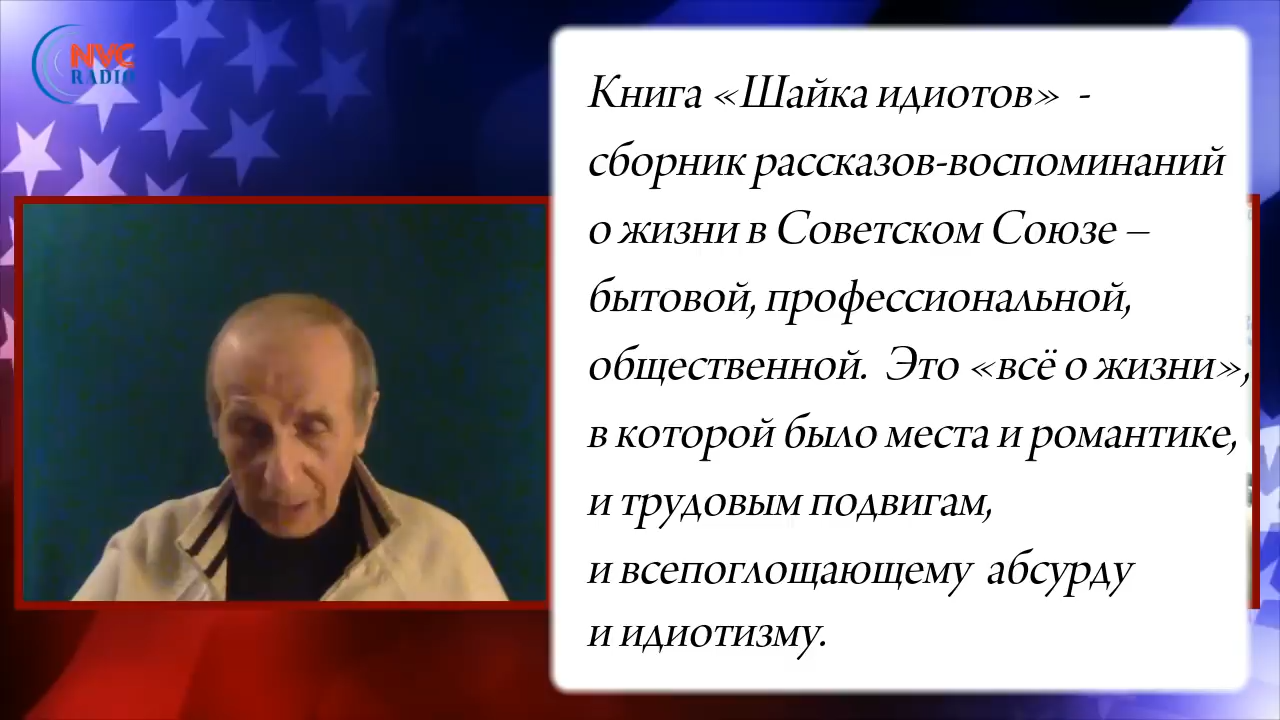 NVC
RADIO
Книга «Шайка идиотов» -
сборник рассказов-воспоминаний
о жизни в Советском Союзе –
бытовой, профессиональной,
общественной. Это «всё о жизни»,
в которой было места и романтике,
и трудовым подвигам,
и всепоглощающему абсурду
и идиотизму.